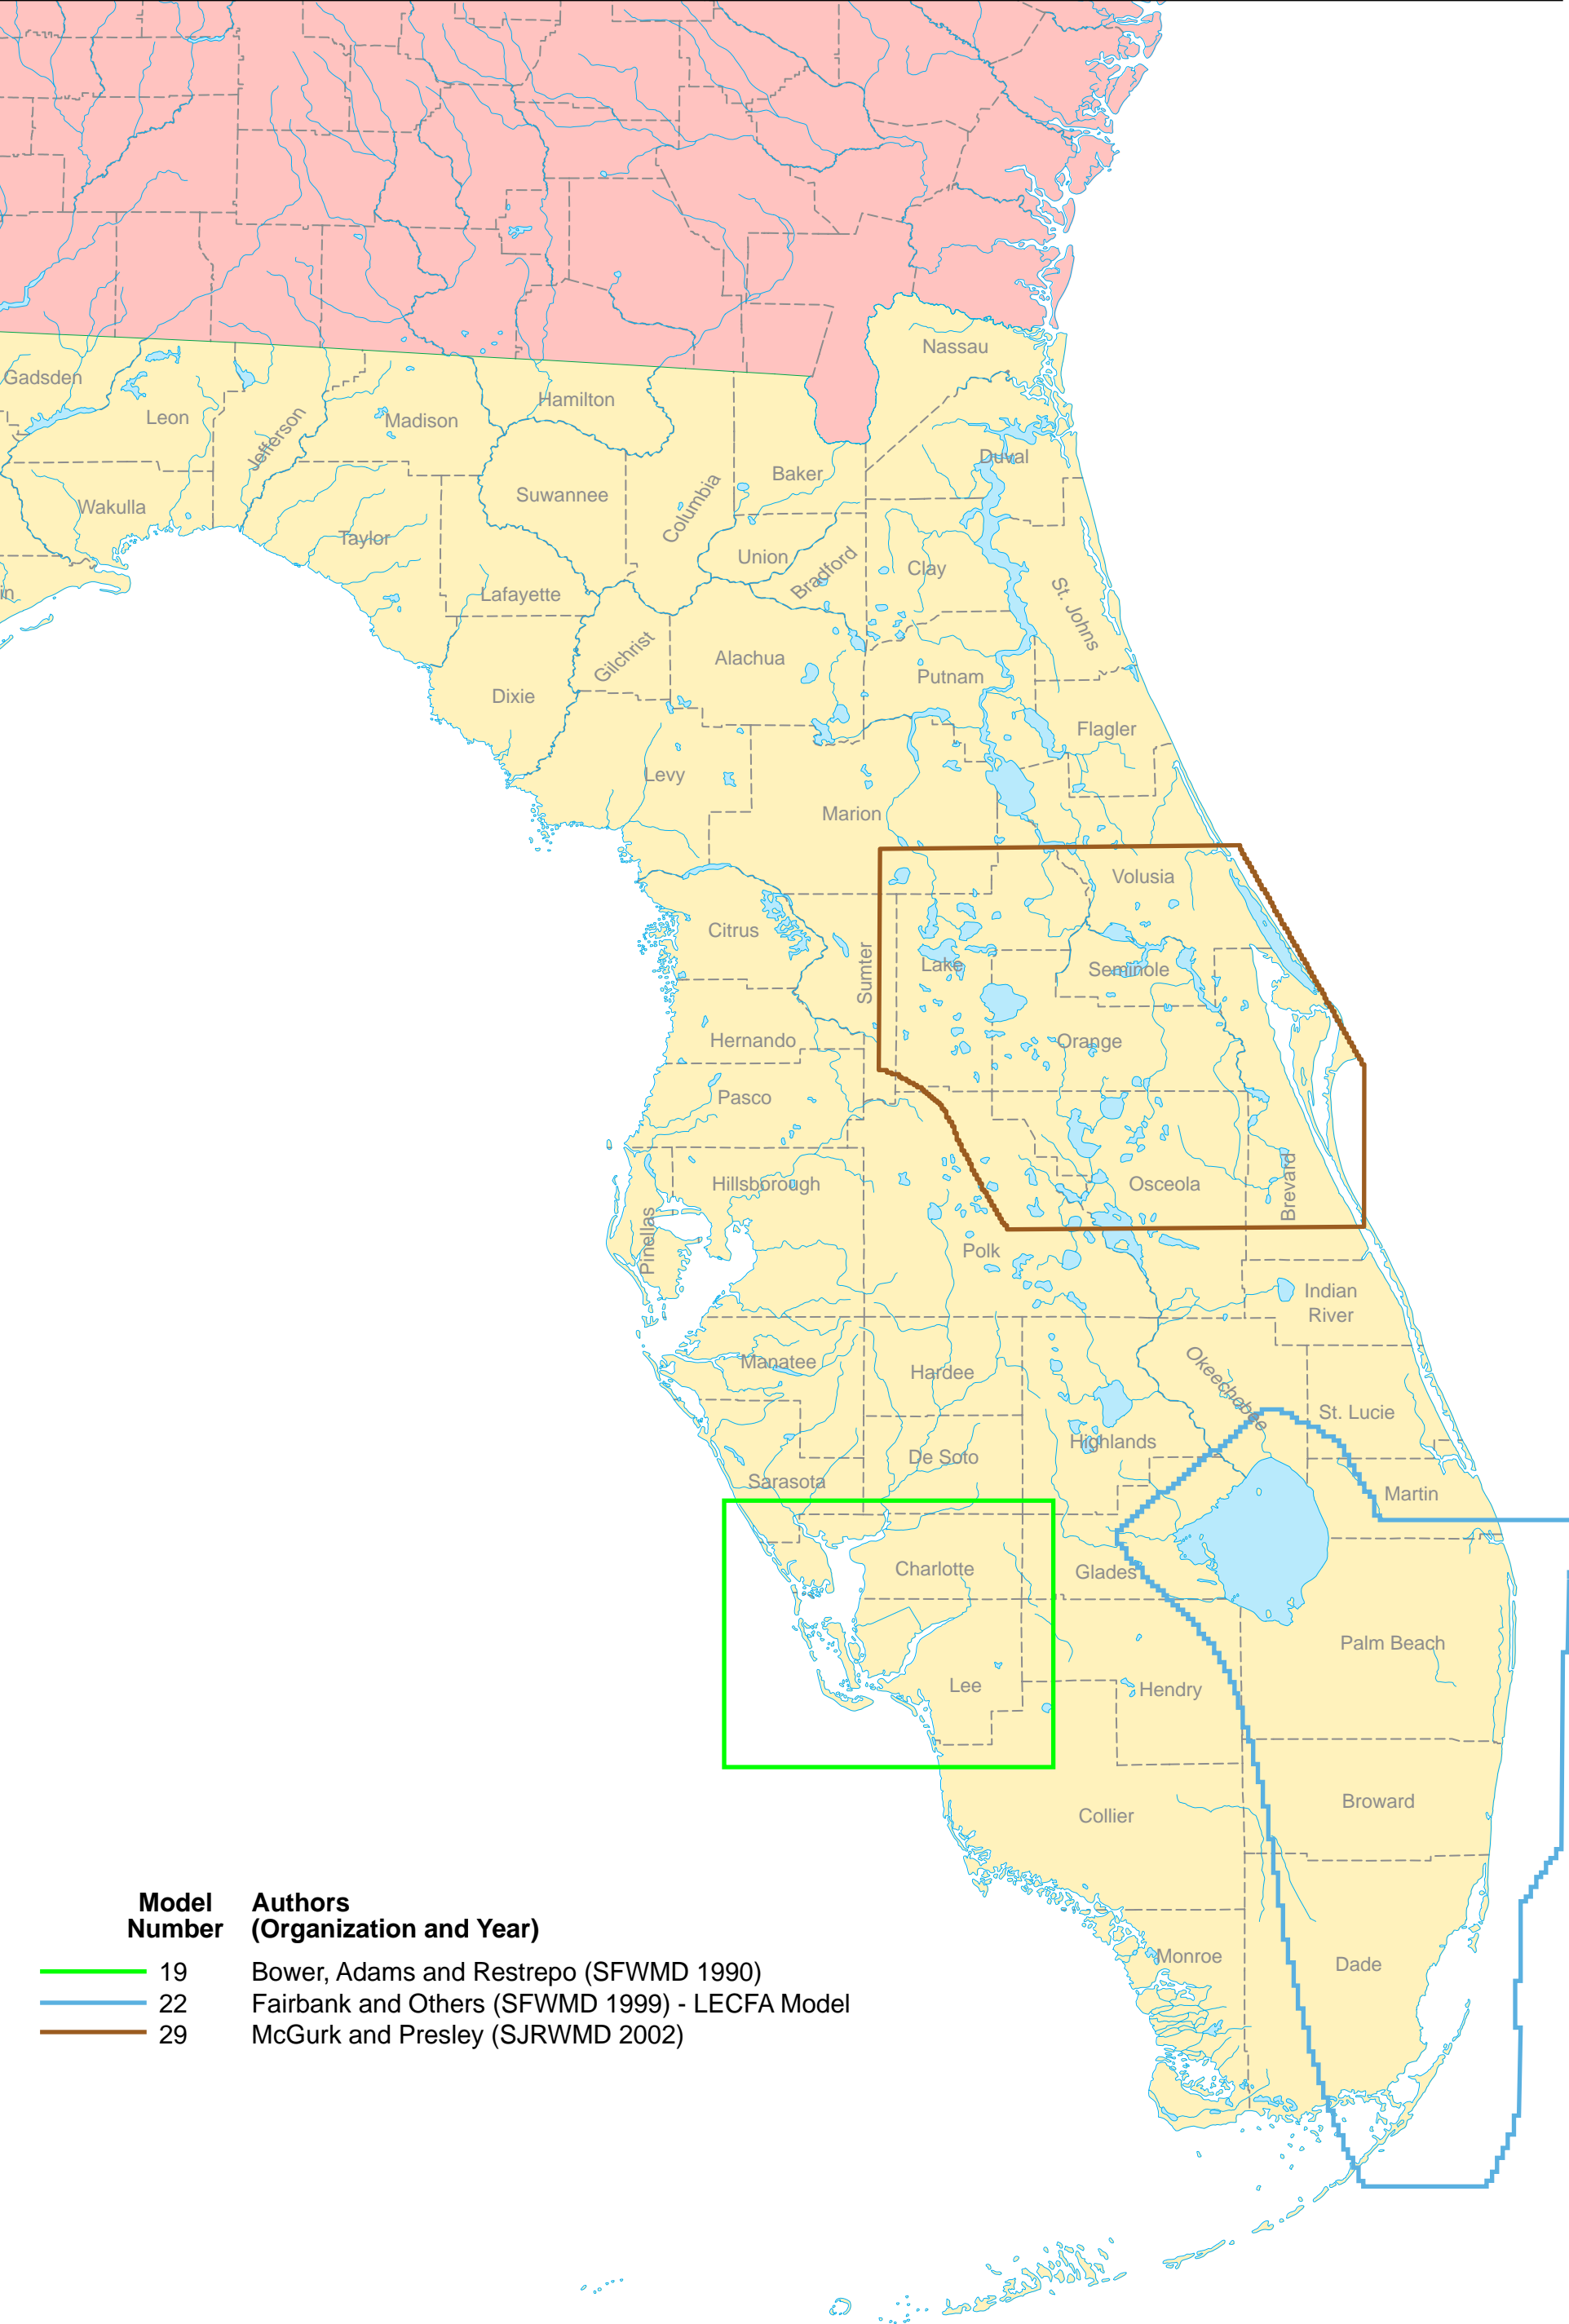 Nassau
Gadsden
Leon
Jefferson
Madison
Hamilton
Duval
Baker
Columbia
Suwannee
Wakulla
Taylor
Union
Bradford
Clay
St. Johns
in
Lafayette
Gilchrist
Alachua
Putnam
Dixie
Flagler
Levy
Marion
Volusia
Citrus
Sumter
Lake
Seminole
Hernando
Orange
Pasco
Hillsborough
Osceola
Brevard
Pinellas
Polk
Indian
River
Manatee
Hardee
Okeechobee
St. Lucie
Highlands
De Soto
Sarasota
Martin
Charlotte
Glades
Palm Beach
Lee
Hendry
Broward
Collier
Monroe
Dade
Model Authors
Number (Organization and Year)
19 Bower, Adams and Restrepo (SFWMD 1990)
22 Fairbank and Others (SFWMD 1999) - LECFA Model
29 McGurk and Presley (SJRWMD 2002)